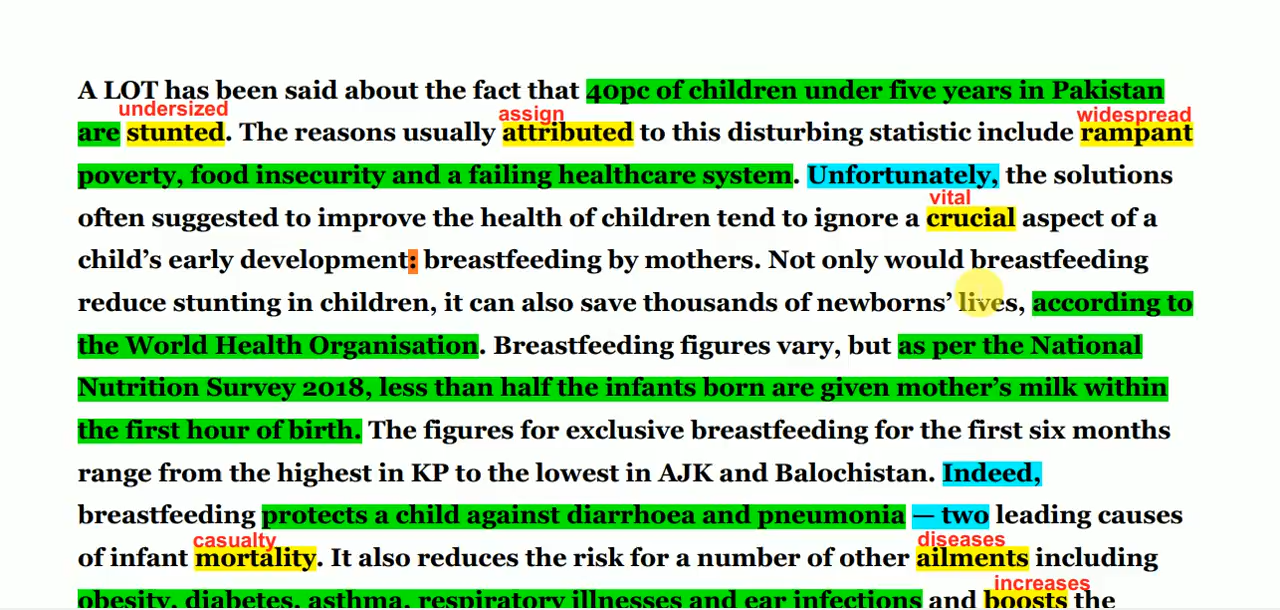 A LOT has been said about the fact that 40pc of children under five years in Pakistan
undersized assign widespread
are stunted. The reasons usually attributed to this disturbing statistic include rampant
poverty, food insecurity and a failing healthcare system. Unfortunately, the solutions
vital
often suggested to improve the health of children tend to ignore a crucial aspect of a
child's early development: breastfeeding by mothers. Not only would breastfeeding
reduce stunting in children, it can also save thousands of newborns' lives, according to
the World Health Organisation. Breastfeeding figures vary, but as per the National
Nutrition Survey 2018, less than half the infants born are given mother's milk within
the first hour of birth. The figures for exclusive breastfeeding for the first six months
range from the highest in KP to the lowest in AJK and Balochistan. Indeed,
breastfeeding protects a child against diarrhoea and pneumonia — two leading causes
casualty diseases
of infant mortality. It also reduces the risk for a number of other ailments including
increases
obesity, diabetes, asthma, respiratory illnesses and ear infections and boosts the